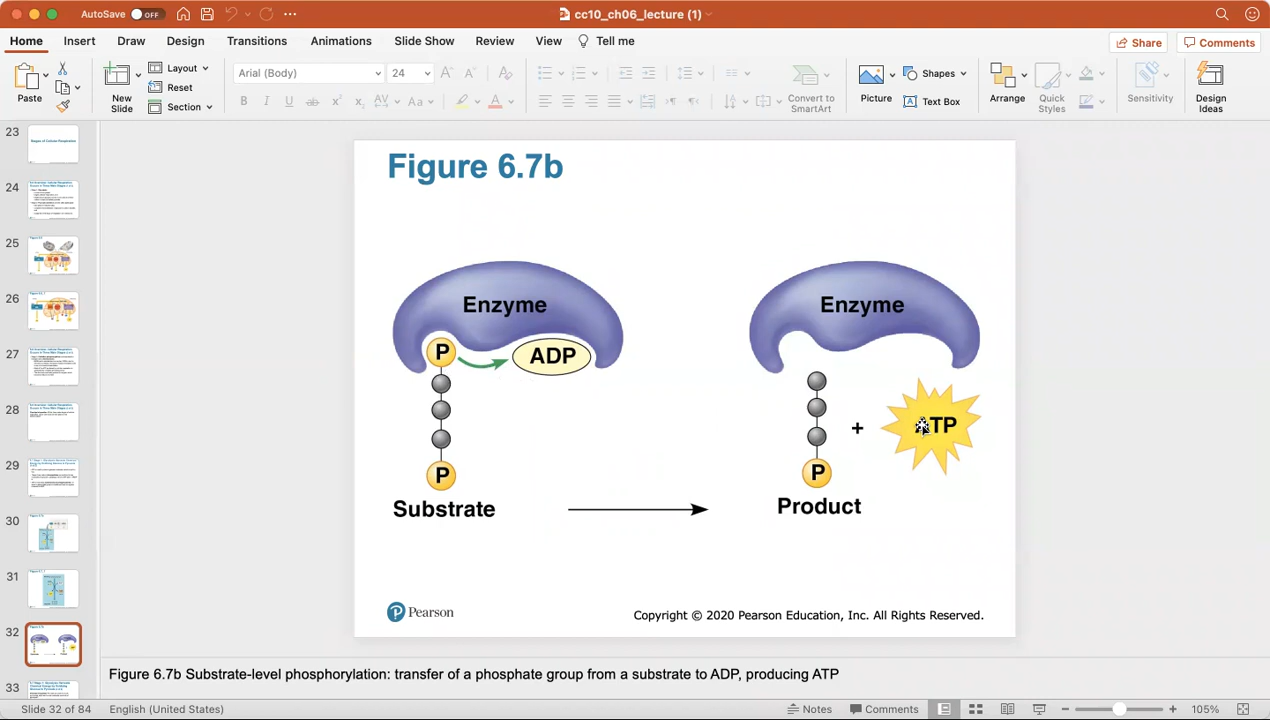 AutoSave OFF
cc10_ch06_lecture (1)
Home Insert Draw Design Transitions Animations Slide Show Review View Tell me
Share Comments
Paste
New Slide
Layout
Reset
Section
Arial (Body) 24
Convert to SmartArt
Picture
Shapes
Text Box
Arrange
Quick Styles
Sensitivity
Design Ideas
23
24
25
26
27
28
29
30
31
32
33
Figure 6.7b
Enzyme
Enzyme
P
ADP
ATP
+
P
P
Substrate
Product
Pearson
Copyright © 2020 Pearson Education, Inc. All Rights Reserved.
Figure 6.7b Substrate-level phosphorylation: transfer of a phosphate group from a substrate to ADP, producing ATP
Slide 32 of 84 English (United States) Notes Comments 105%